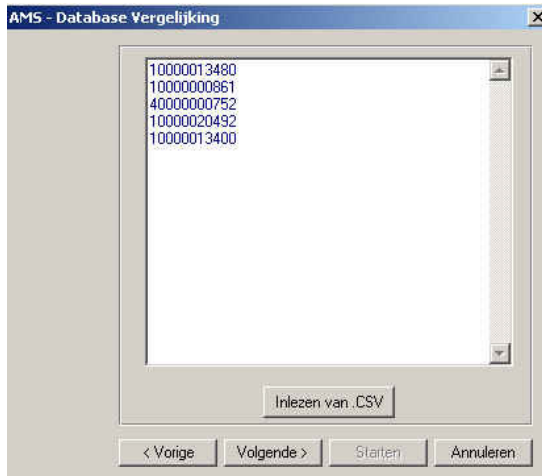 AMS - Database Vergelijking
10000013480
10000000861
40000000752
10000020492
10000013400
Inlezen van .CSV
< Vorige
Volgende >
Starten
Annuleren